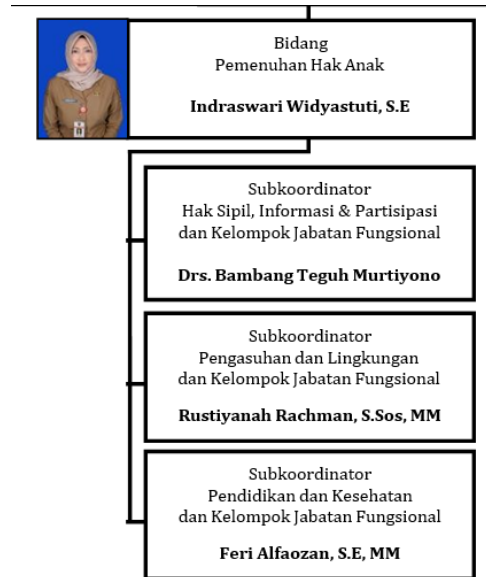 Bidang
Pemenuhan Hak Anak
Indraswari Widyastuti, S.E
Subkoordinator
Hak Sipil, Informasi & Partisipasi
dan Kelompok Jabatan Fungsional
Drs. Bambang Teguh Murtiyono
Subkoordinator
Pengasuhan dan Lingkungan
dan Kelompok Jabatan Fungsional
Rustiyanah Rachman, S.Sos, MM
Subkoordinator
Pendidikan dan Kesehatan
dan Kelompok Jabatan Fungsional
Feri Alfaozan, S.E, MM